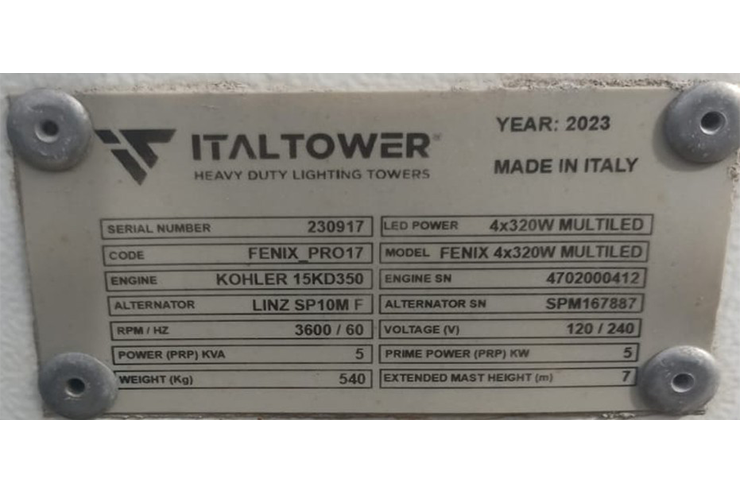 ITALTOWER®
HEAVY DUTY LIGHTING TOWERS
YEAR: 2023
MADE IN ITALY
SERIAL NUMBER 230917 LED POWER 4x320W MULTILED
CODE FENIX_PRO17 MODEL FENIX 4x320W MULTILED
ENGINE KOHLER 15KD350 ENGINE SN 4702000412
ALTERNATOR LINZ SP10M F ALTERNATOR SN SPM167887
RPM / HZ 3600 / 60 VOLTAGE (V) 120 / 240
POWER (PRP) KVA 5 PRIME POWER (PRP) KW 5
WEIGHT (Kg) 540 EXTENDED MAST HEIGHT (m) 7